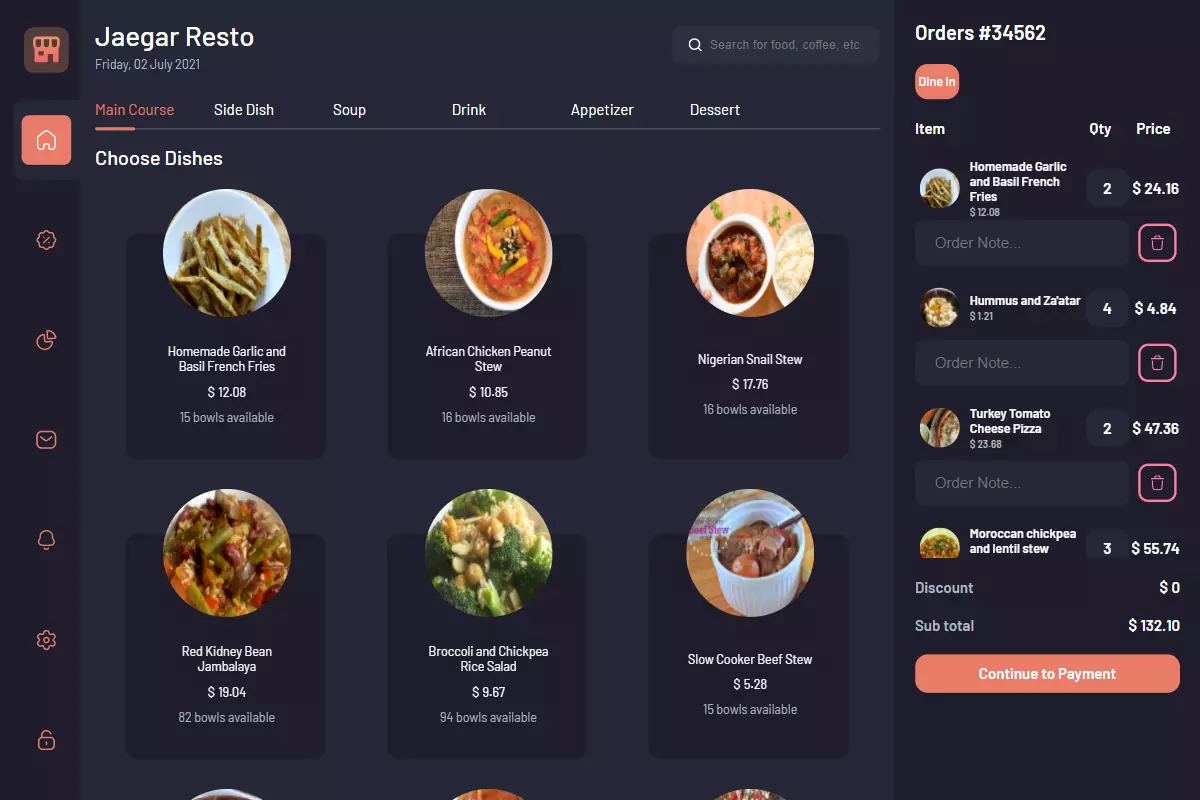 Jaegar Resto
Friday, 02 July 2021
Search for food, coffee, etc
Main Course
Side Dish
Soup
Drink
Appetizer
Dessert
Choose Dishes
Homemade Garlic and
Basil French Fries
$ 12.08
15 bowls available
African Chicken Peanut
Stew
$ 10.85
16 bowls available
Nigerian Snail Stew
$ 17.76
16 bowls available
Red Kidney Bean
Jambalaya
$ 19.04
82 bowls available
Broccoli and Chickpea
Rice Salad
$ 9.67
94 bowls available
Beef Stew
Slow Cooker Beef Stew
$ 5.28
15 bowls available
Orders #34562
Dine In
Item Qty Price
Homemade Garlic
and Basil French
Fries
$ 12.08
2 $ 24.16
Order Note...
Hummus and Za'atar
$ 1.21
4 $ 4.84
Order Note...
Turkey Tomato
Cheese Pizza
$ 23.68
2 $ 47.36
Order Note...
Moroccan chickpea
and lentil stew
3 $ 55.74
Discount $ 0
Sub total $ 132.10
Continue to Payment